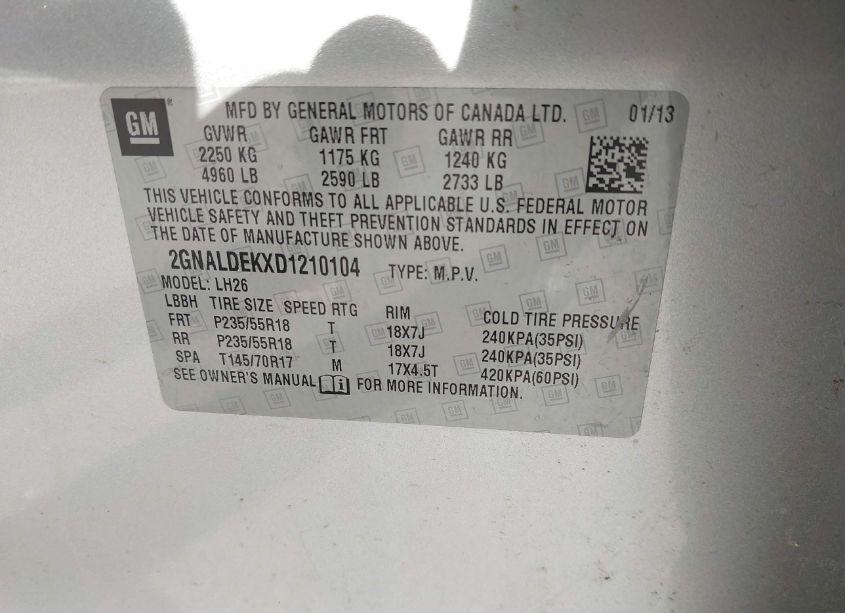 GM MFD BY GENERAL MOTORS OF CANADA LTD. 01/13
GVWR GAWR FRT GAWR RR
2250 KG 1175 KG 1240 KG
4960 LB 2590 LB 2733 LB
THIS VEHICLE CONFORMS TO ALL APPLICABLE U.S. FEDERAL MOTOR
VEHICLE SAFETY AND THEFT PREVENTION STANDARDS IN EFFECT ON
THE DATE OF MANUFACTURE SHOWN ABOVE.
2GNALDEKXD1210104 TYPE: M.P.V.
MODEL: LH26
LBBH TIRE SIZE SPEED RTG RIM COLD TIRE PRESSURE
FRT P235/55R18 T 18X7J 240KPA(35PSI)
RR P235/55R18 T 18X7J 240KPA(35PSI)
SPA T145/70R17 M 17X4.5T 420KPA(60PSI)
SEE OWNER'S MANUAL FOR MORE INFORMATION.